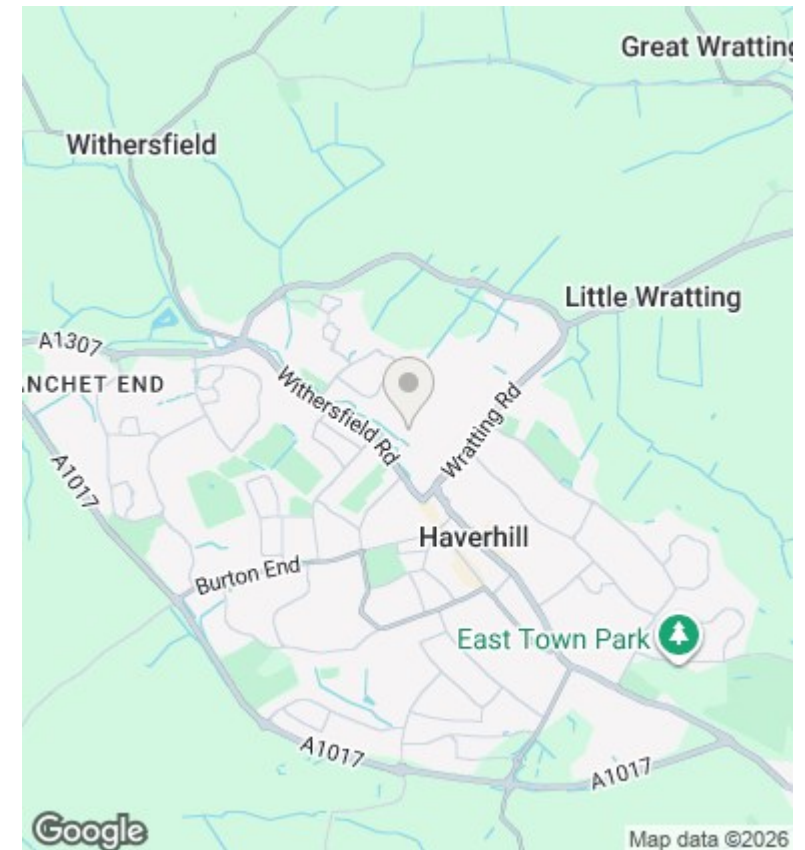 Great Wratting
Withersfield
Little Wratting
A1307
ANCHET END
Withersfield Rd
Wratting Rd
A1017
Haverhill
Burton End
East Town Park
A1017
A1017
Google
Map data ©2026